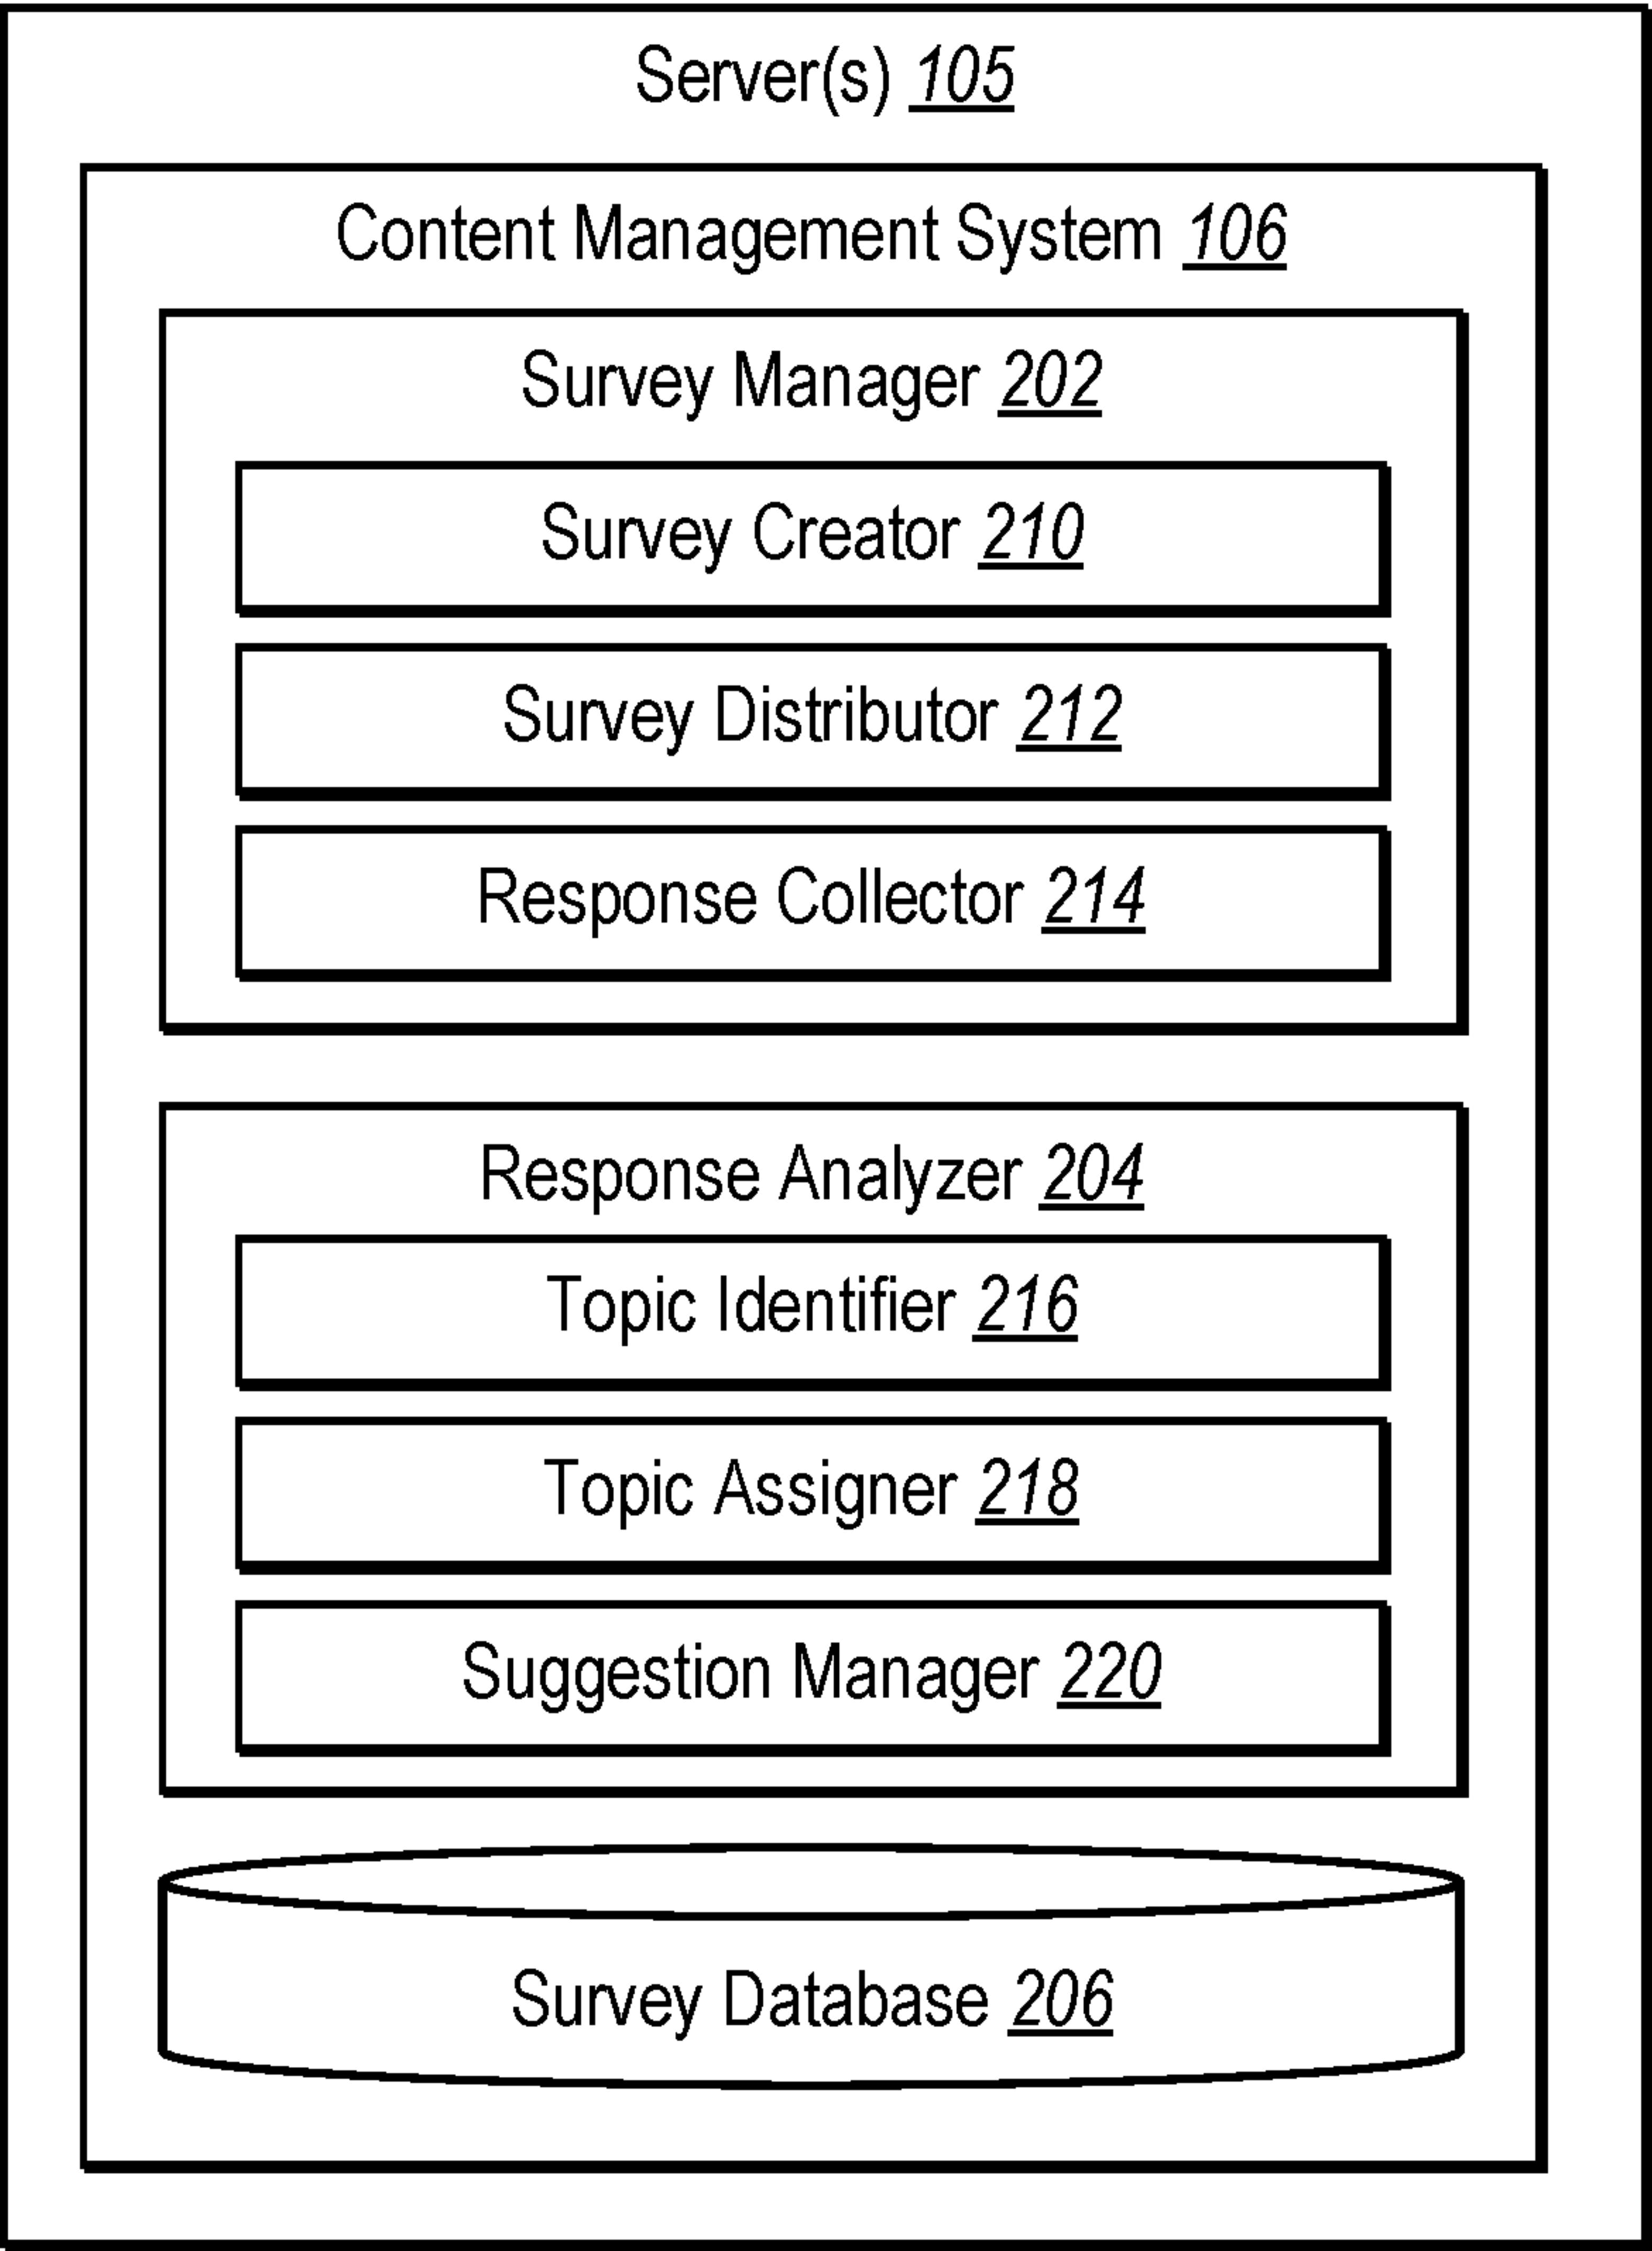 Server(s) 105
Content Management System 106
Survey Manager 202
Survey Creator 210
Survey Distributor 212
Response Collector 214
Response Analyzer 204
Topic Identifier 216
Topic Assigner 218
Suggestion Manager 220
Survey Database 206